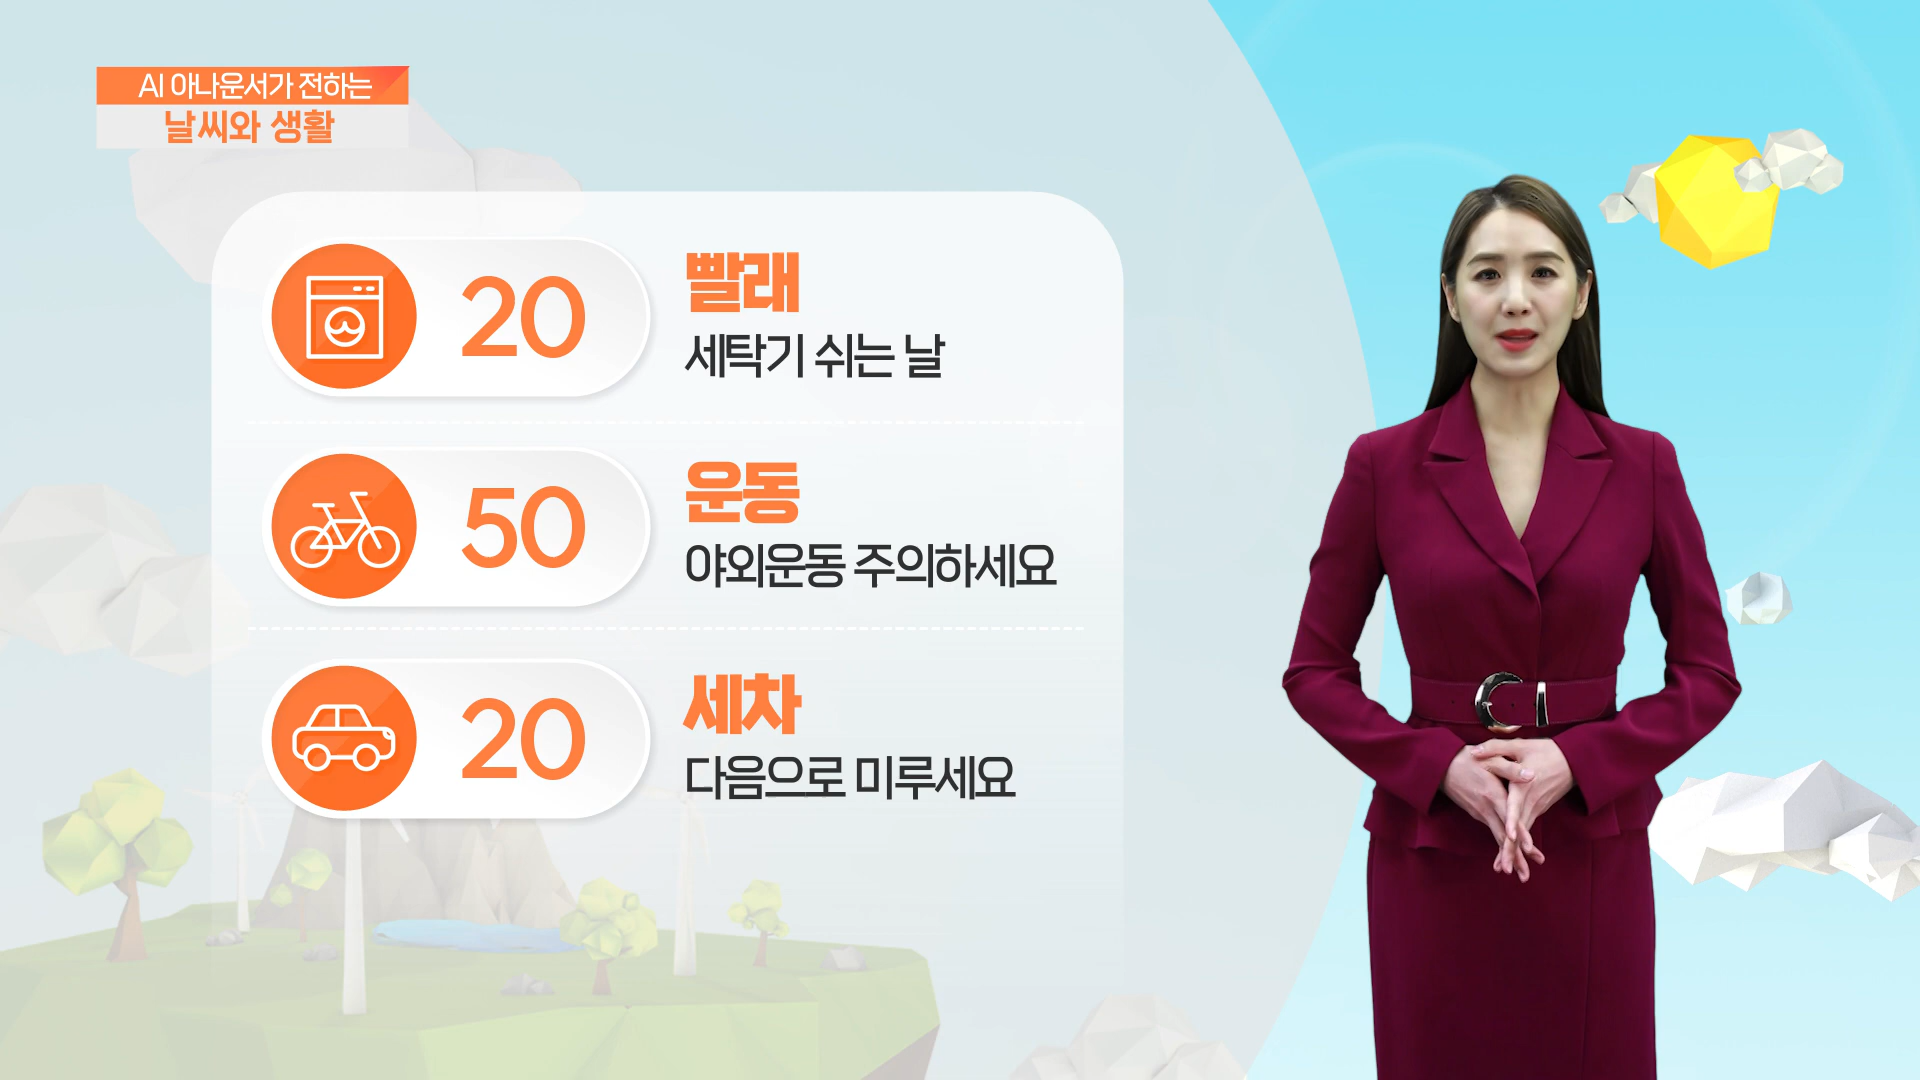 AI 아나운서가 전하는
날씨와 생활
20
빨래
세탁기 쉬는 날
50
운동
야외운동 주의하세요
20
세차
다음으로 미루세요